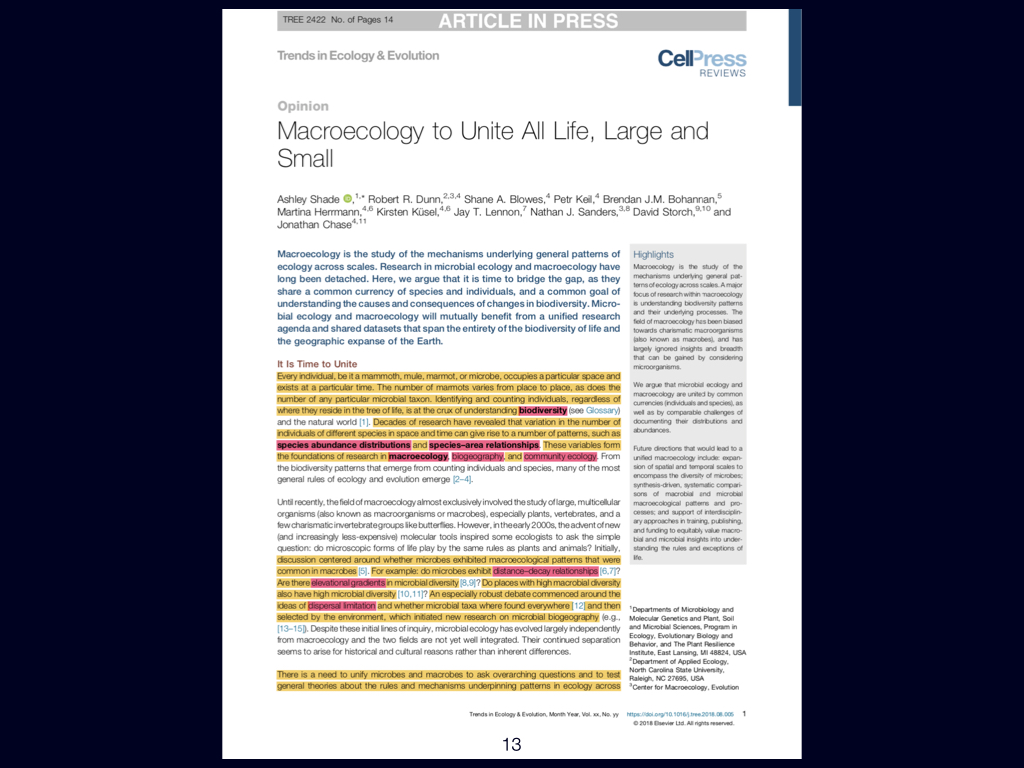 TREE 2422 No. of Pages 14
ARTICLE IN PRESS
Trends in Ecology & Evolution
CellPress
REVIEWS
Opinion
Macroecology to Unite All Life, Large and
Small
Ashley Shade ,1,* Robert R. Dunn,2,3,4 Shane A. Blowes,4 Petr Keil,4 Brendan J.M. Bohannan,5
Martina Herrmann,4,6 Kirsten Küsel,4,6 Jay T. Lennon,7 Nathan J. Sanders,3,8 David Storch,9,10 and
Jonathan Chase4,11
Macroecology is the study of the mechanisms underlying general patterns of
ecology across scales. Research in microbial ecology and macroecology have
long been detached. Here, we argue that it is time to bridge the gap, as they
share a common currency of species and individuals, and a common goal of
understanding the causes and consequences of changes in biodiversity. Micro-
bial ecology and macroecology will mutually benefit from a unified research
agenda and shared datasets that span the entirety of the biodiversity of life and
the geographic expanse of the Earth.
It Is Time to Unite
Every individual, be it a mammoth, mule, marmot, or microbe, occupies a particular space and
exists at a particular time. The number of marmots varies from place to place, as does the
number of any particular microbial taxon. Identifying and counting individuals, regardless of
where they reside in the tree of life, is at the crux of understanding biodiversity (see Glossary)
and the natural world [1]. Decades of research have revealed that variation in the number of
individuals of different species in space and time can give rise to a number of patterns, such as
species abundance distributions and species–area relationships. These variables form
the foundations of research in macroecology, biogeography, and community ecology. From
the biodiversity patterns that emerge from counting individuals and species, many of the most
general rules of ecology and evolution emerge [2–4].
Until recently, the field of macroecology almost exclusively involved the study of large, multicellular
organisms (also known as macroorganisms or macrobes), especially plants, vertebrates, and a
few charismatic invertebrate groups like butterflies. However, in the early 2000s, the advent of new
(and increasingly less-expensive) molecular tools inspired some ecologists to ask the simple
question: do microscopic forms of life play by the same rules as plants and animals? Initially,
discussion centered around whether microbes exhibited macroecological patterns that were
common in macrobes [5]. For example: do microbes exhibit distance–decay relationships [6,7]?
Are there elevational gradients in microbial diversity [8,9]? Do places with high macrobial diversity
also have high microbial diversity [10,11]? An especially robust debate commenced around the
ideas of dispersal limitation and whether microbial taxa where found everywhere [12] and then
selected by the environment, which initiated new research on microbial biogeography (e.g.,
[13–15]). Despite these initial lines of inquiry, microbial ecology has evolved largely independently
from macroecology and the two fields are not yet well integrated. Their continued separation
seems to arise for historical and cultural reasons rather than inherent differences.
There is a need to unify microbes and macrobes to ask overarching questions and to test
general theories about the rules and mechanisms underpinning patterns in ecology across
Highlights
Macroecology is the study of the
mechanisms underlying general pat-
terns of ecology across scales. A major
focus of research within macroecology
is understanding biodiversity patterns
and their underlying processes. The
field of macroecology has been biased
towards charismatic macroorganisms
(also known as macrobes), and has
largely ignored insights and breadth
that can be gained by considering
microorganisms.
We argue that microbial ecology and
macroecology are united by common
currencies (individuals and species), as
well as by comparable challenges of
documenting their distributions and
abundances.
Future directions that would lead to a
unified macroecology include: expan-
sion of spatial and temporal scales to
encompass the diversity of microbes;
synthesis-driven, systematic compari-
sons of macrobial and microbial
macroecological patterns and pro-
cesses; and support of interdisciplin-
ary approaches in training, publishing,
and funding to equitably value macro-
bial and microbial insights into under-
standing the rules and exceptions of
life.
1Departments of Microbiology and
Molecular Genetics and Plant, Soil
and Microbial Sciences, Program in
Ecology, Evolutionary Biology and
Behavior, and The Plant Resilience
Institute, East Lansing, MI 48824, USA
2Department of Applied Ecology,
North Carolina State University,
Raleigh, NC 27695, USA
3Center for Macroecology, Evolution
Trends in Ecology & Evolution, Month Year, Vol. xx, No. yy https://doi.org/10.1016/j.tree.2018.08.005 1
© 2018 Elsevier Ltd. All rights reserved.
13